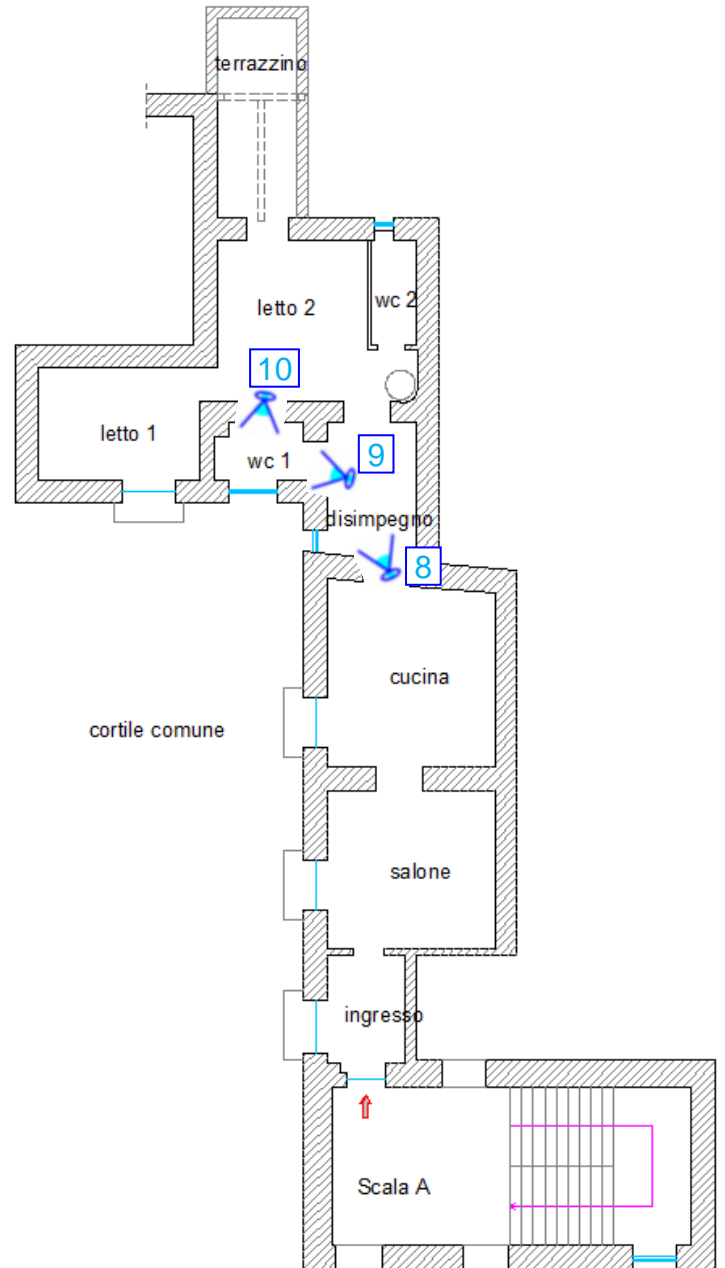 terrazzino
letto 2
wc 2
10
letto 1
wc 1
9
disimpegno
8
cucina
cortile comune
salone
ingresso
Scala A